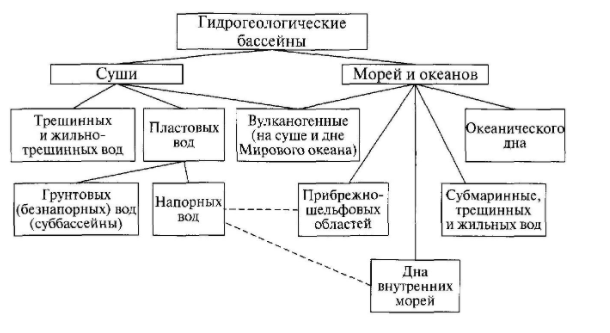 Гидрогеологические
бассейны
Суши
Морей и океанов
Трещинных
и жильно-
трешинных вод
Пластовых
вод
Вулканогенные
(на суше и дне
Мирового океана)
Океанического
дна
Грунтовых
(безнапорных) вод
(суббассейны)
Напорных
вод
Прибрежно-
шельфовых
областей
Субмаринные,
трещинных
и жильных вод
Дна
внутренних
морей